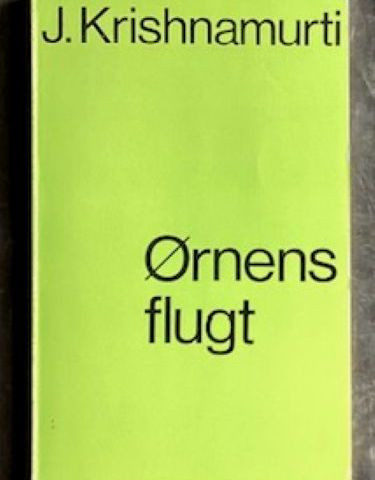 J. Krishnamurti
Ørnens
flugt